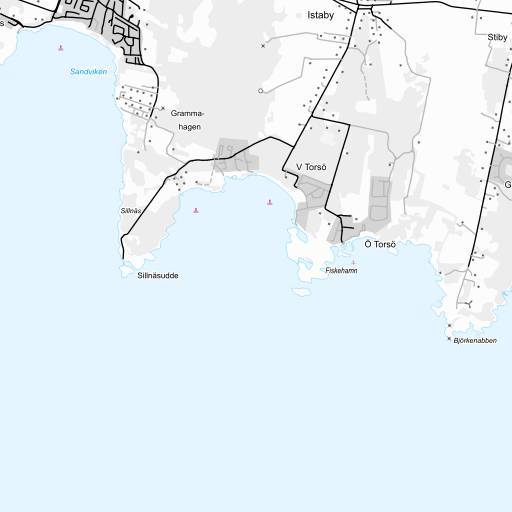 Istaby
Stiby
s
Sandviken
Gramma-
hagen
V Torsö
G
Sillnäs
Ö Torsö
Fiskehamn
Sillnäsudde
Björkenabben